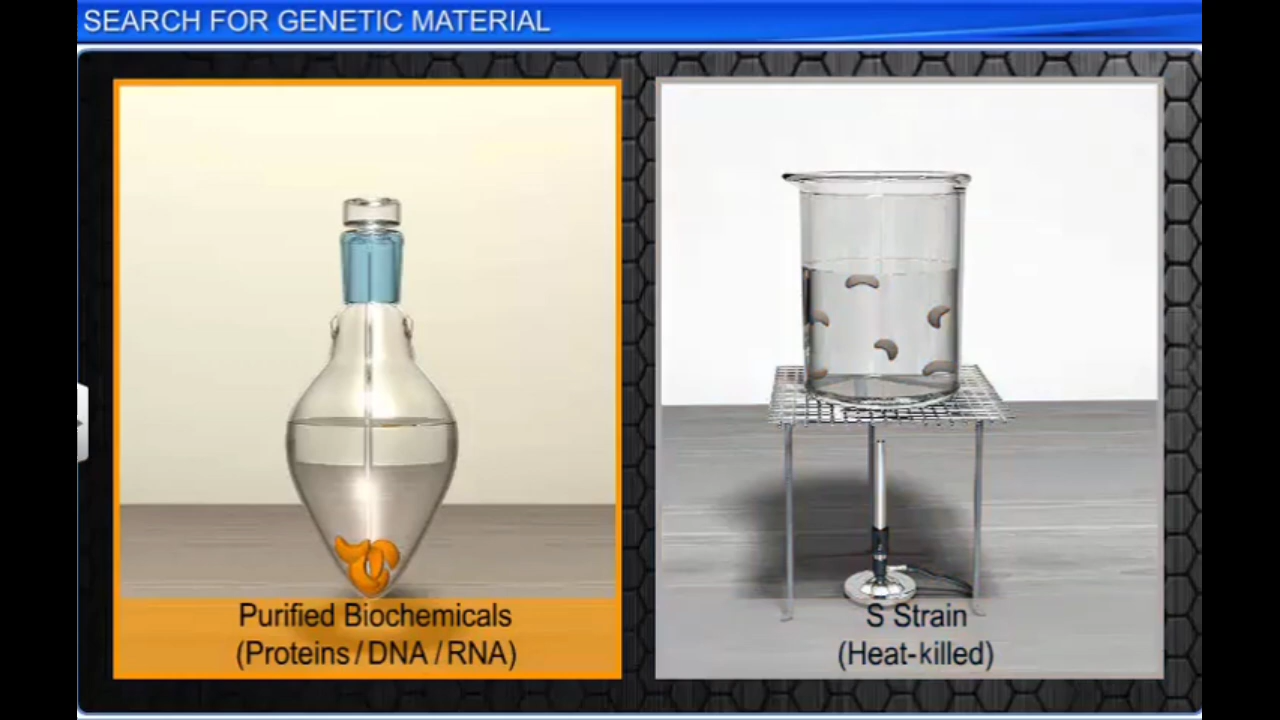 SEARCH FOR GENETIC MATERIAL
Purified Biochemicals
(Proteins / DNA / RNA)
S Strain
(Heat-killed)